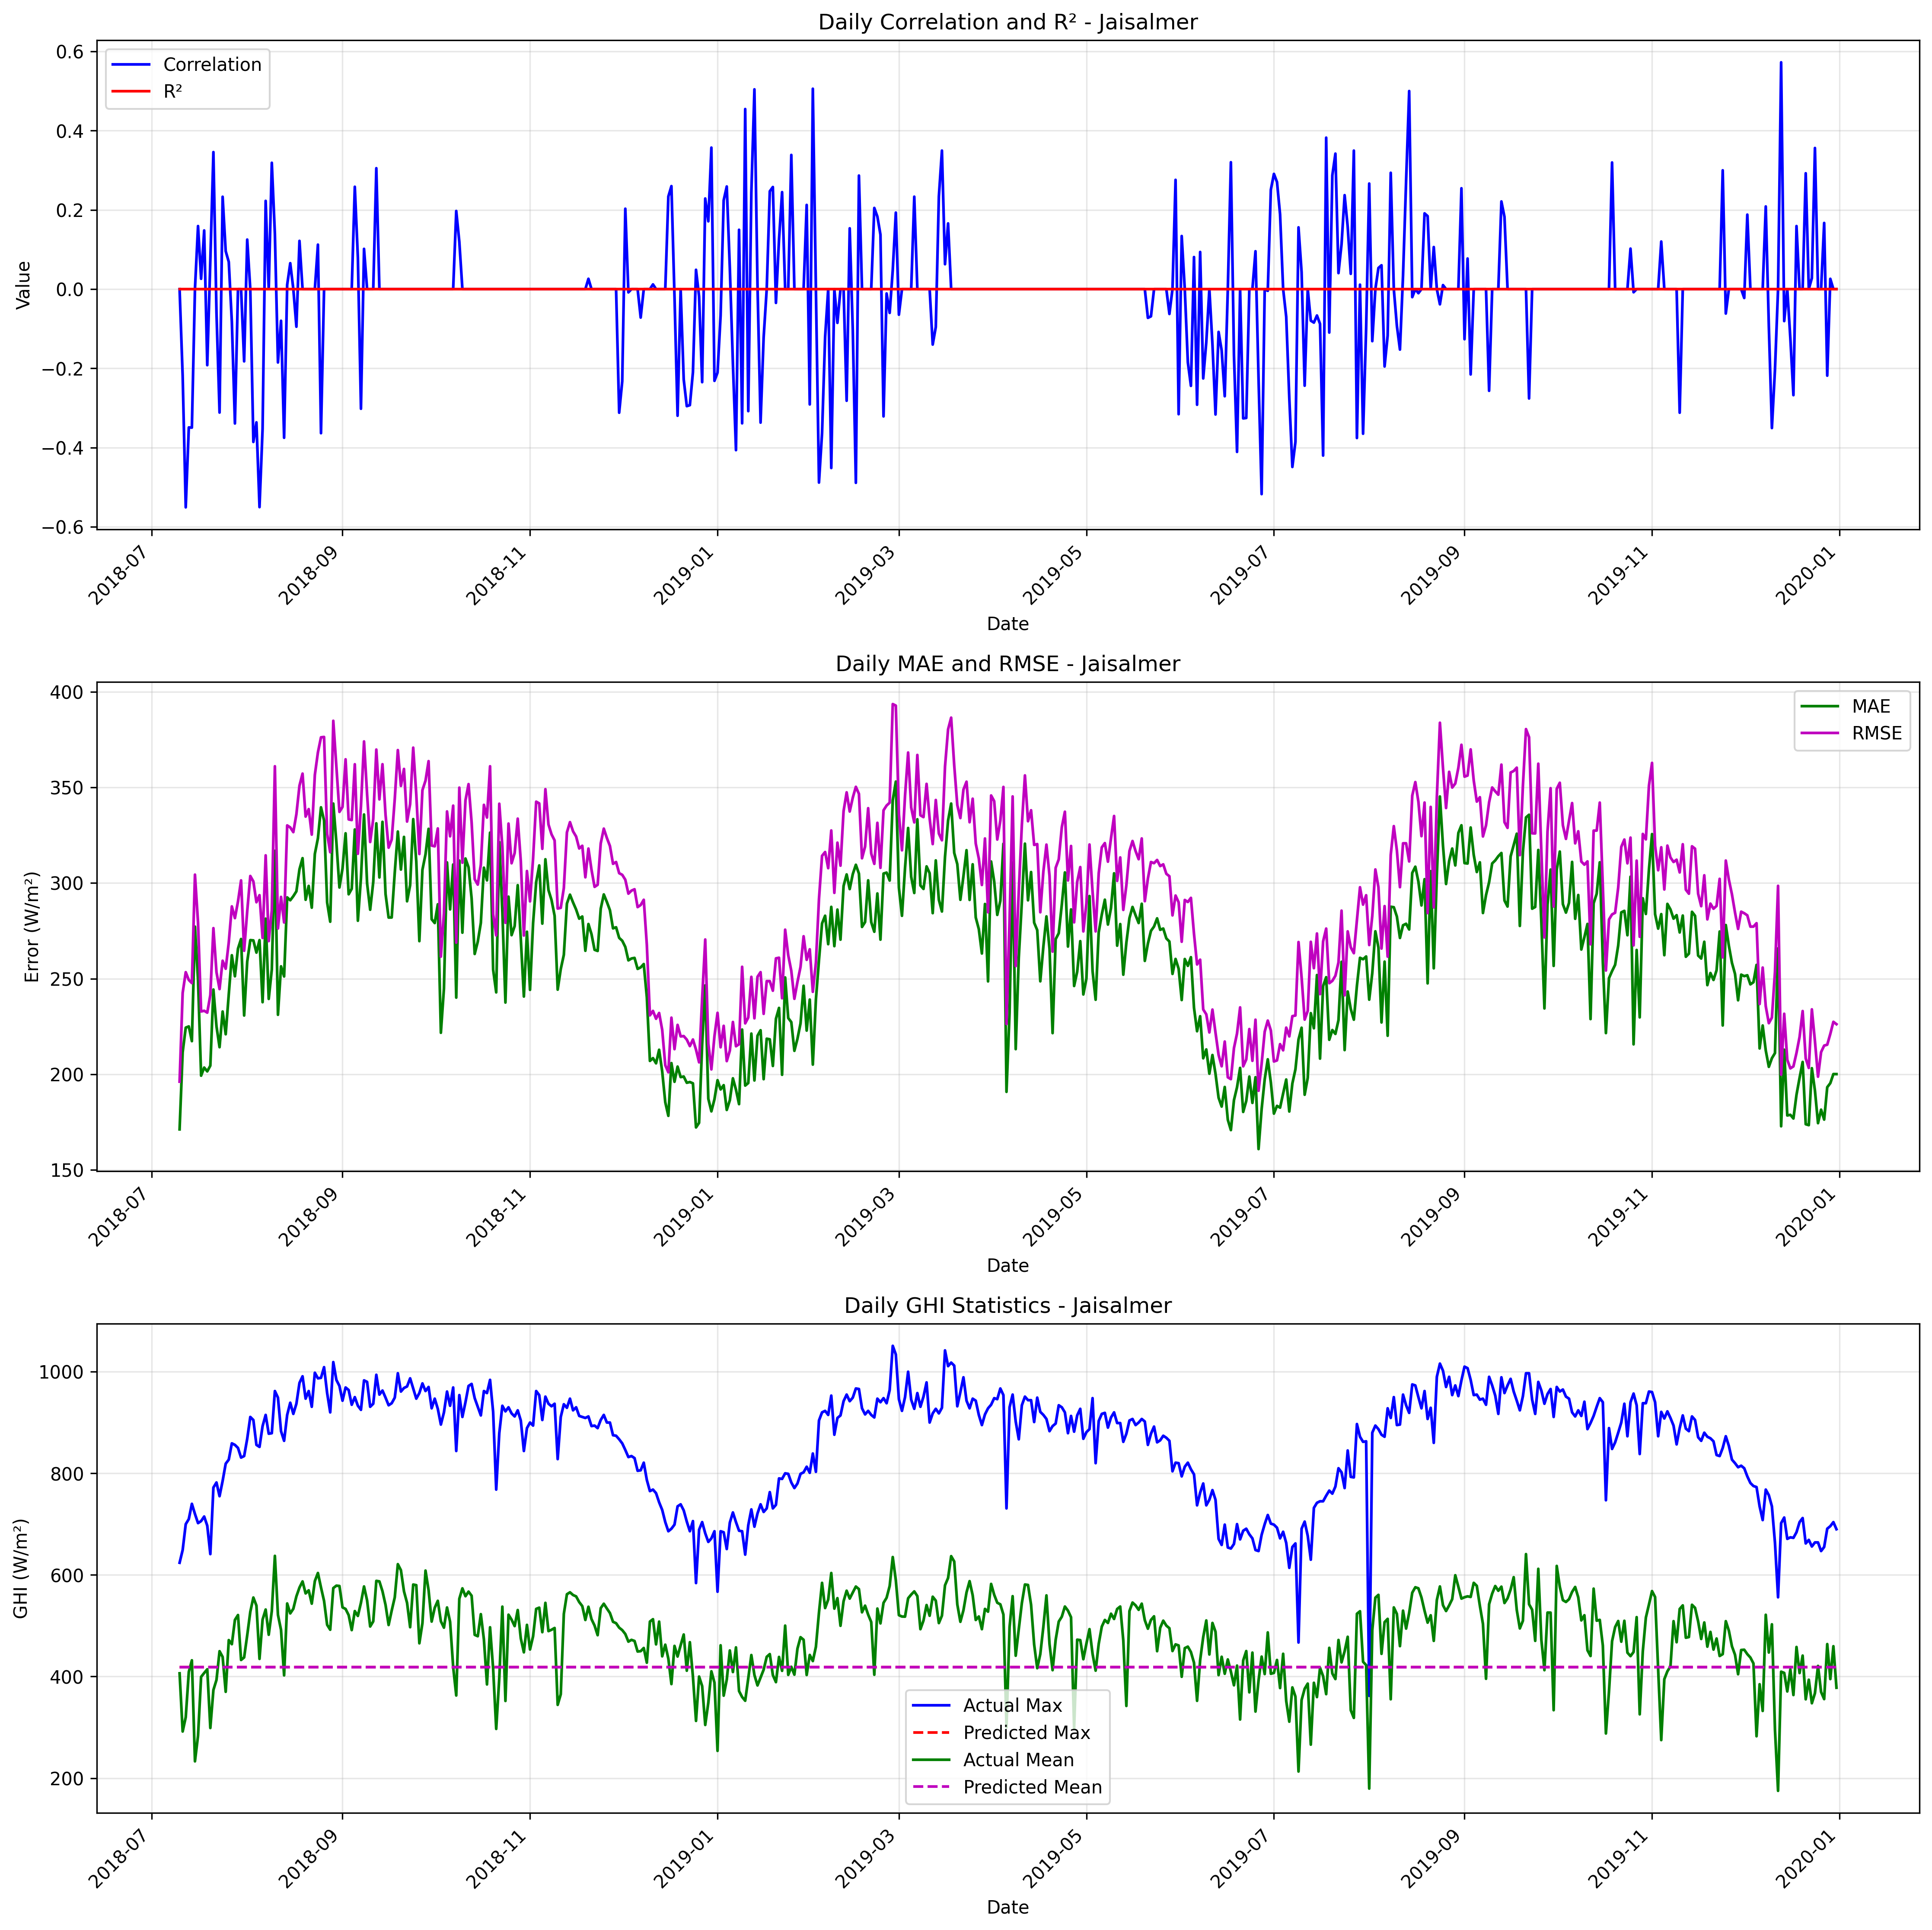 Daily Correlation and R² - Jaisalmer
Correlation
R²
Value
0.6
0.4
0.2
0.0
−0.2
−0.4
−0.6
2018-07
2018-09
2018-11
2019-01
2019-03
2019-05
2019-07
2019-09
2019-11
2020-01
Date
Daily MAE and RMSE - Jaisalmer
MAE
RMSE
Error (W/m²)
400
350
300
250
200
150
2018-07
2018-09
2018-11
2019-01
2019-03
2019-05
2019-07
2019-09
2019-11
2020-01
Date
Daily GHI Statistics - Jaisalmer
GHI (W/m²)
1000
800
600
400
200
Actual Max
Predicted Max
Actual Mean
Predicted Mean
2018-07
2018-09
2018-11
2019-01
2019-03
2019-05
2019-07
2019-09
2019-11
2020-01
Date